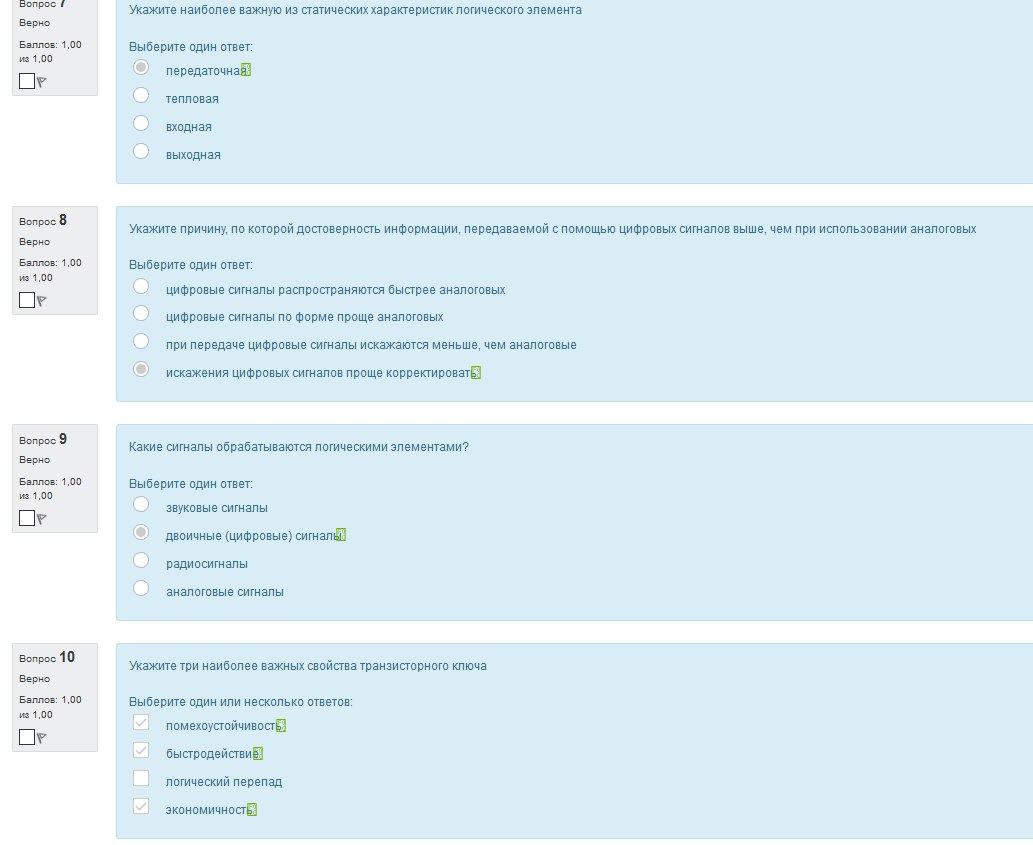 Вопрос 7
Верно
Баллов: 1,00
из 1,00
Укажите наиболее важную из статических характеристик логического элемента
Выберите один ответ:
передаточная
тепловая
входная
выходная
Вопрос 8
Верно
Баллов: 1,00
из 1,00
Укажите причину, по которой достоверность информации, передаваемой с помощью цифровых сигналов выше, чем при использовании аналоговых
Выберите один ответ:
цифровые сигналы распространяются быстрее аналоговых
цифровые сигналы по форме проще аналоговых
при передаче цифровые сигналы искажаются меньше, чем аналоговые
искажения цифровых сигналов проще корректировать
Вопрос 9
Верно
Баллов: 1,00
из 1,00
Какие сигналы обрабатываются логическими элементами?
Выберите один ответ:
звуковые сигналы
двоичные (цифровые) сигналы
радиосигналы
аналоговые сигналы
Вопрос 10
Верно
Баллов: 1,00
из 1,00
Укажите три наиболее важных свойства транзисторного ключа
Выберите один или несколько ответов:
помехоустойчивость
быстродействие
логический перепад
экономичность